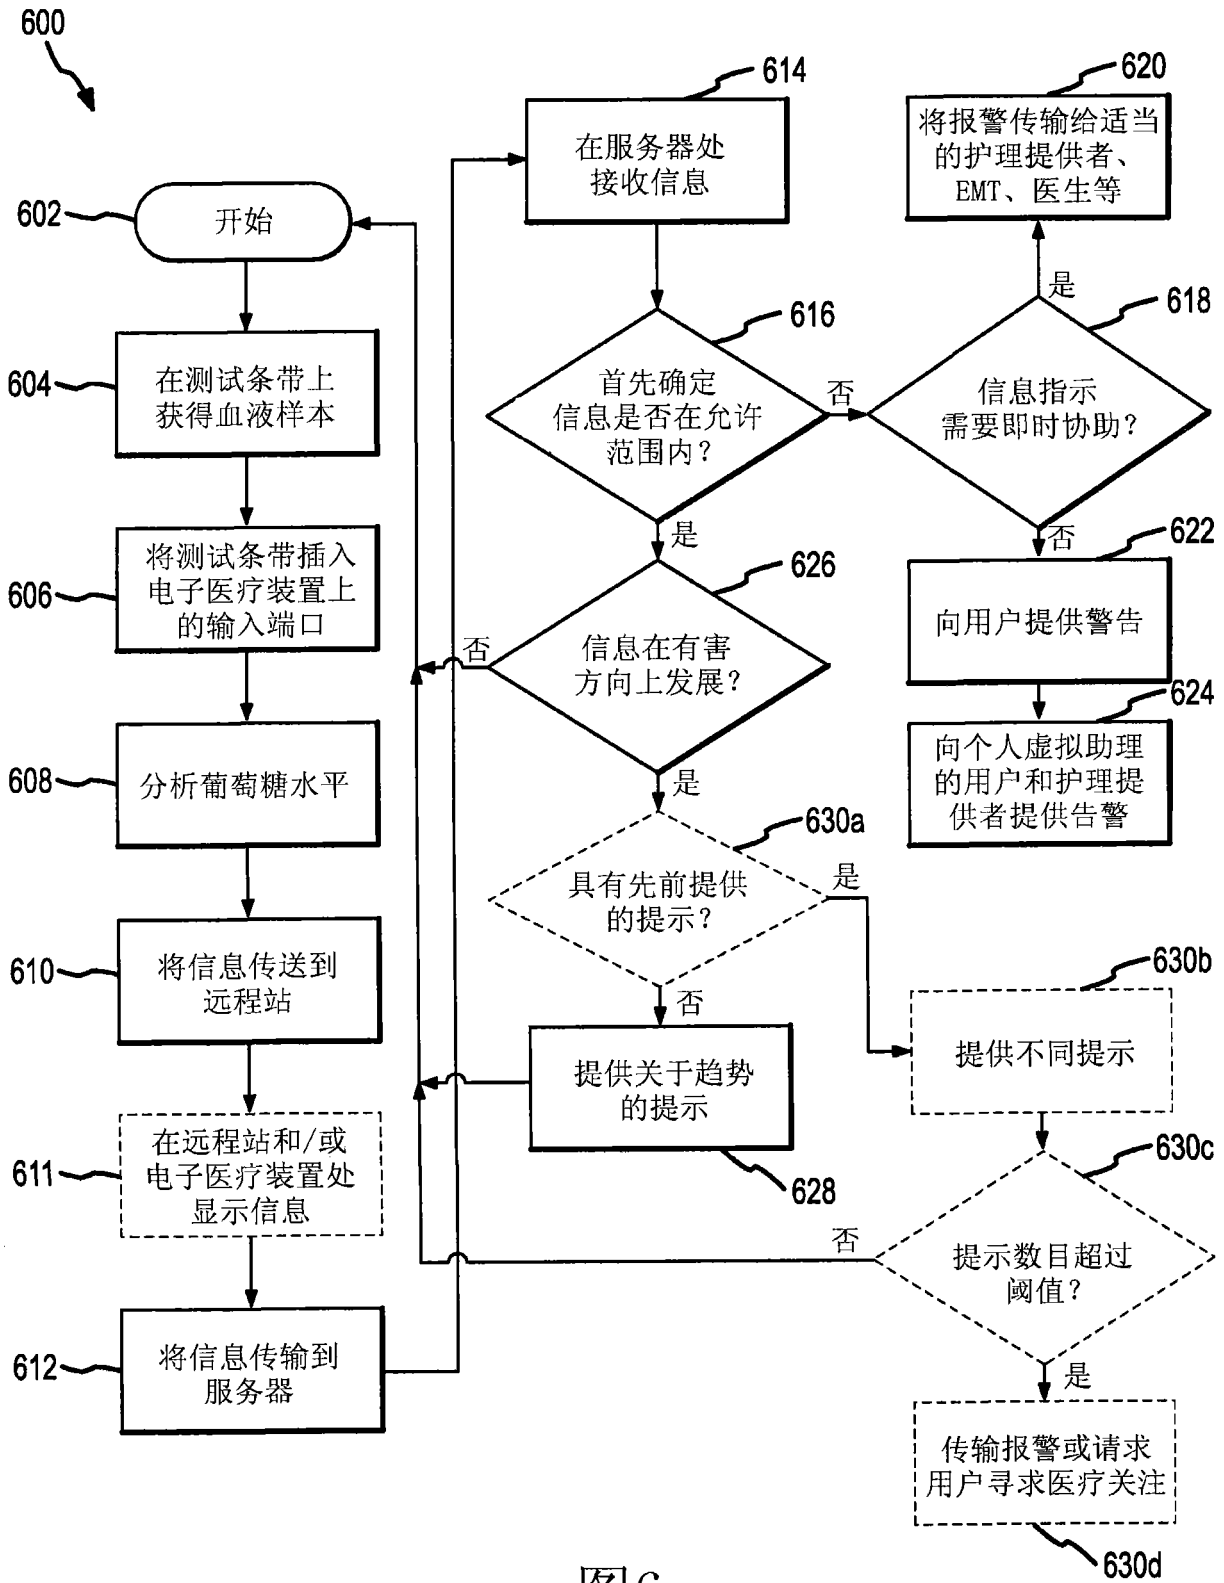 600
602
开始
604
在测试条带上
获得血液样本
606
将测试条带插入
电子医疗装置上
的输入端口
608
分析葡萄糖水平
610
将信息传送到
远程站
611
在远程站和/或
电子医疗装置处
显示信息
612
将信息传输到
服务器
614
在服务器处
接收信息
616
首先确定
信息是否在允许
范围内？
否
是
618
信息指示
需要即时协助？
是
否
620
将报警传输给适当
的护理提供者、
EMT、医生等
622
向用户提供警告
624
向个人虚拟助理
的用户和护理提
供者提供告警
626
信息在有害
方向上发展？
否
是
630a
具有先前提供
的提示？
是
否
628
提供关于趋势
的提示
630b
提供不同提示
630c
提示数目超过
阈值？
否
是
630d
传输报警或请求
用户寻求医疗关注
图6